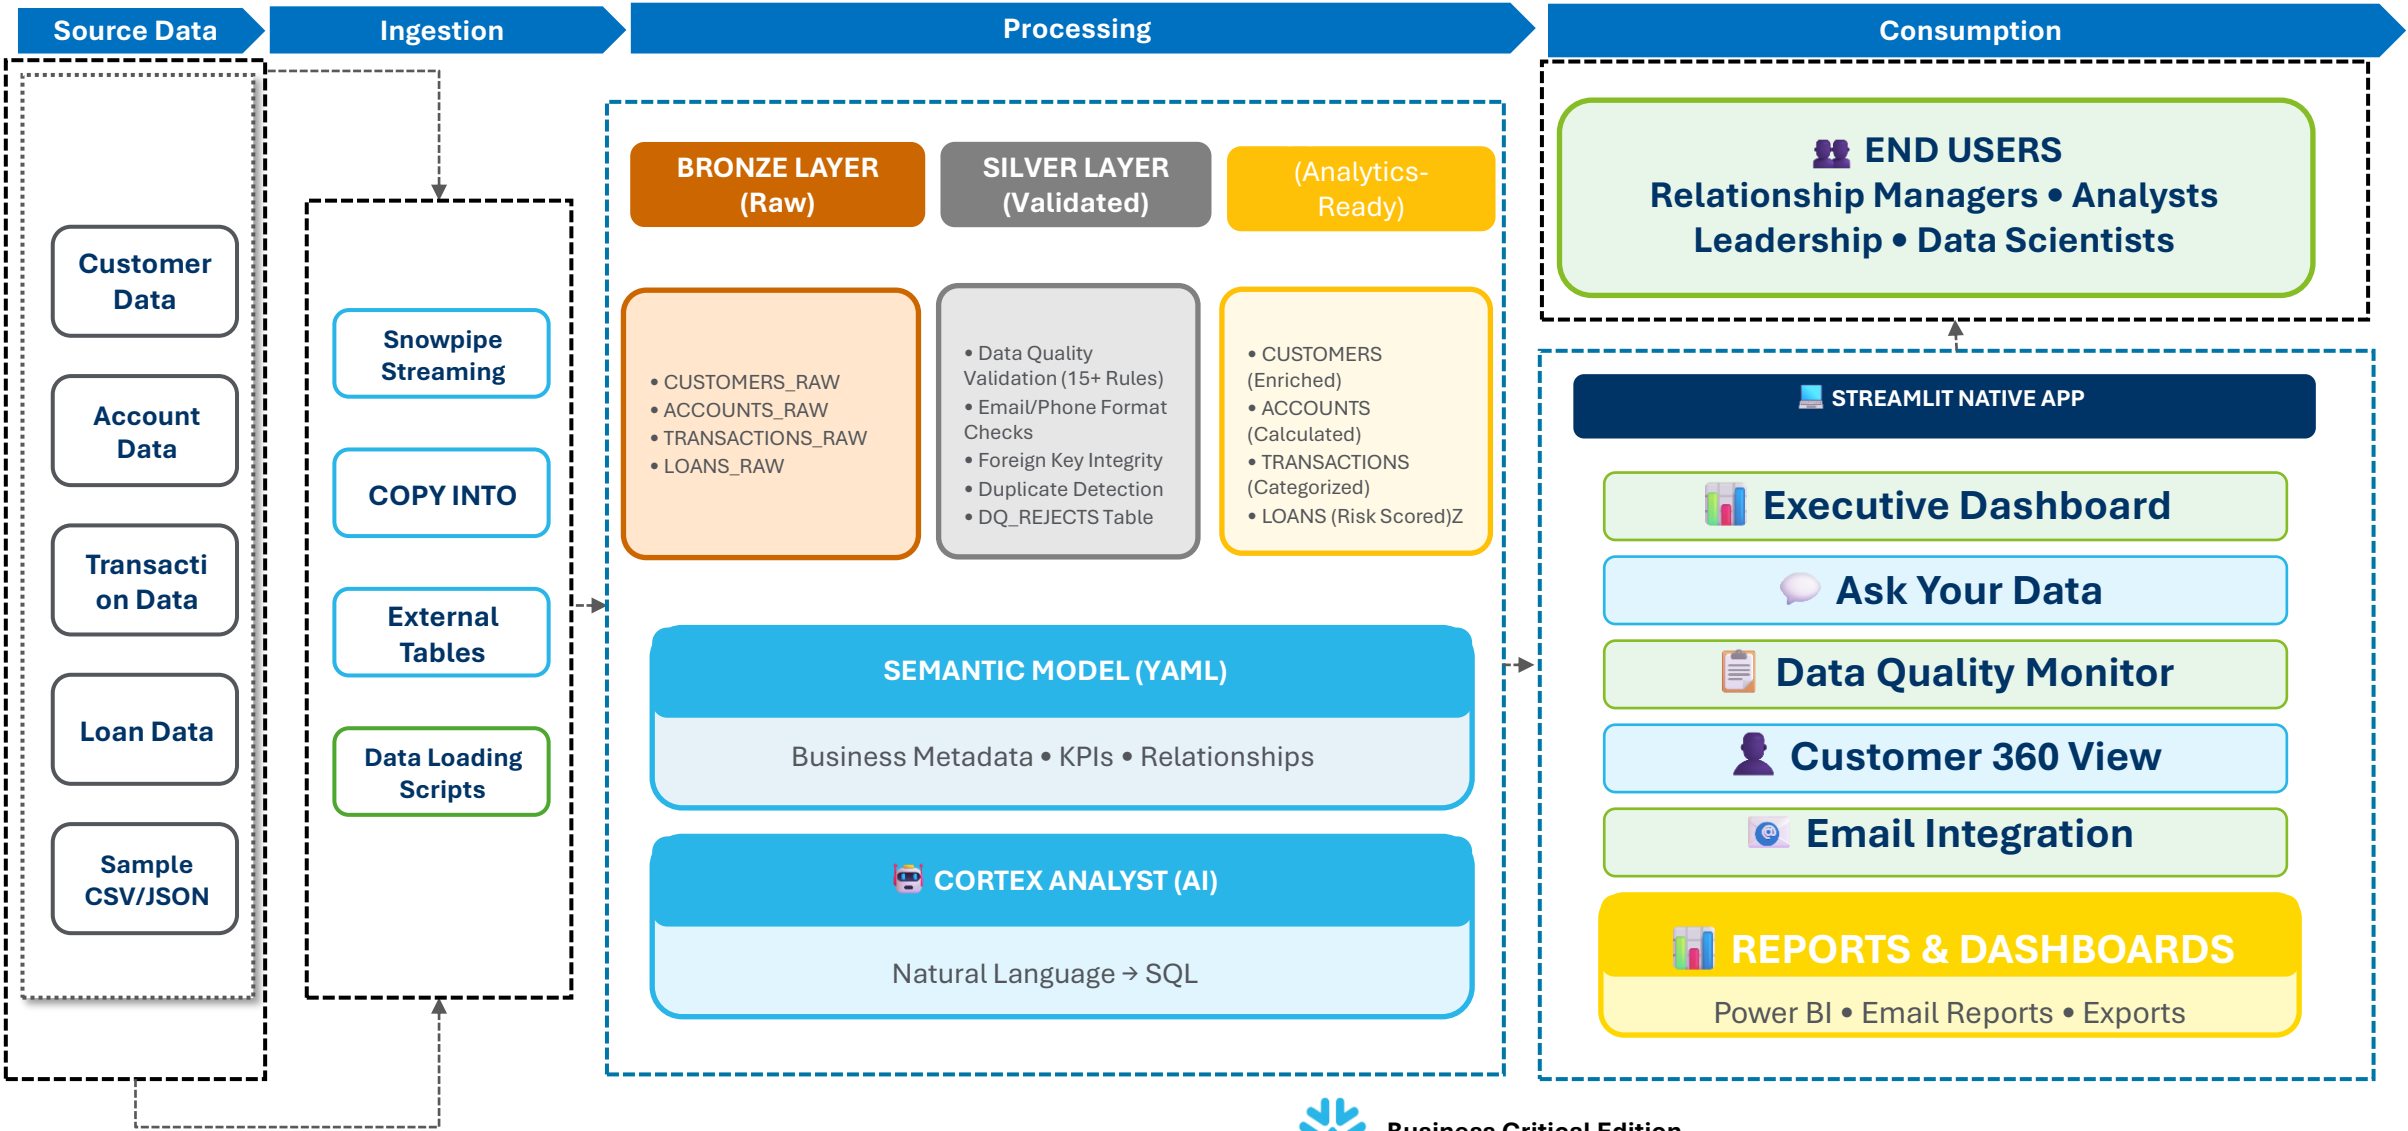 Source Data
Ingestion
Processing
Consumption
Customer
Data
Account
Data
Transacti
on Data
Loan Data
Sample
CSV/JSON
Snowpipe
Streaming
COPY INTO
External
Tables
Data Loading
Scripts
BRONZE LAYER
(Raw)
SILVER LAYER
(Validated)
(Analytics-
Ready)
• CUSTOMERS_RAW
• ACCOUNTS_RAW
• TRANSACTIONS_RAW
• LOANS_RAW
• Data Quality
Validation (15+ Rules)
• Email/Phone Format
Checks
• Foreign Key Integrity
• Duplicate Detection
• DQ_REJECTS Table
• CUSTOMERS
(Enriched)
• ACCOUNTS
(Calculated)
• TRANSACTIONS
(Categorized)
• LOANS (Risk Scored)Z
SEMANTIC MODEL (YAML)
Business Metadata • KPIs • Relationships
CORTEX ANALYST (AI)
Natural Language → SQL
END USERS
Relationship Managers • Analysts
Leadership • Data Scientists
STREAMLIT NATIVE APP
Executive Dashboard
Ask Your Data
Data Quality Monitor
Customer 360 View
Email Integration
REPORTS & DASHBOARDS
Power BI • Email Reports • Exports
Business Critical Edition